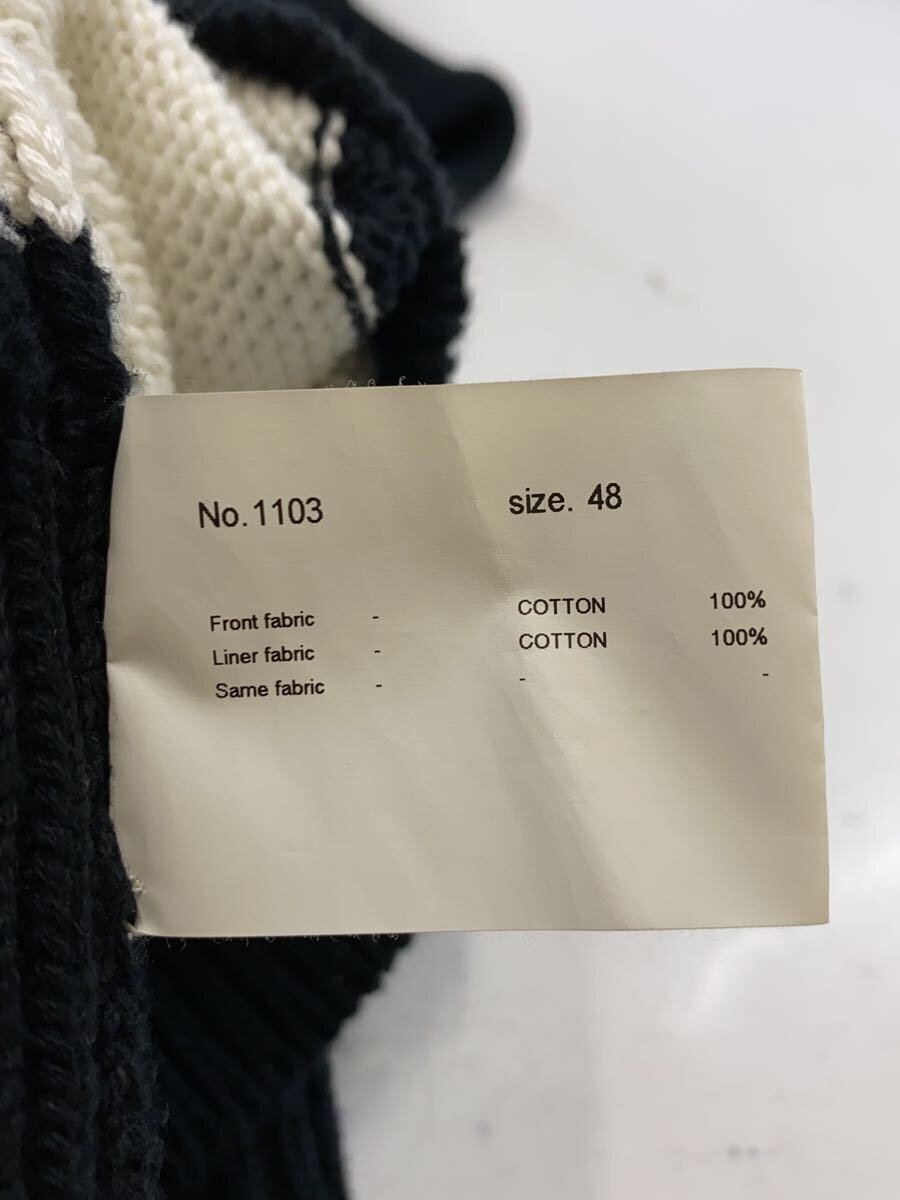 No.1103 size. 48
Front fabric - COTTON 100%
Liner fabric - COTTON 100%
Same fabric - - -